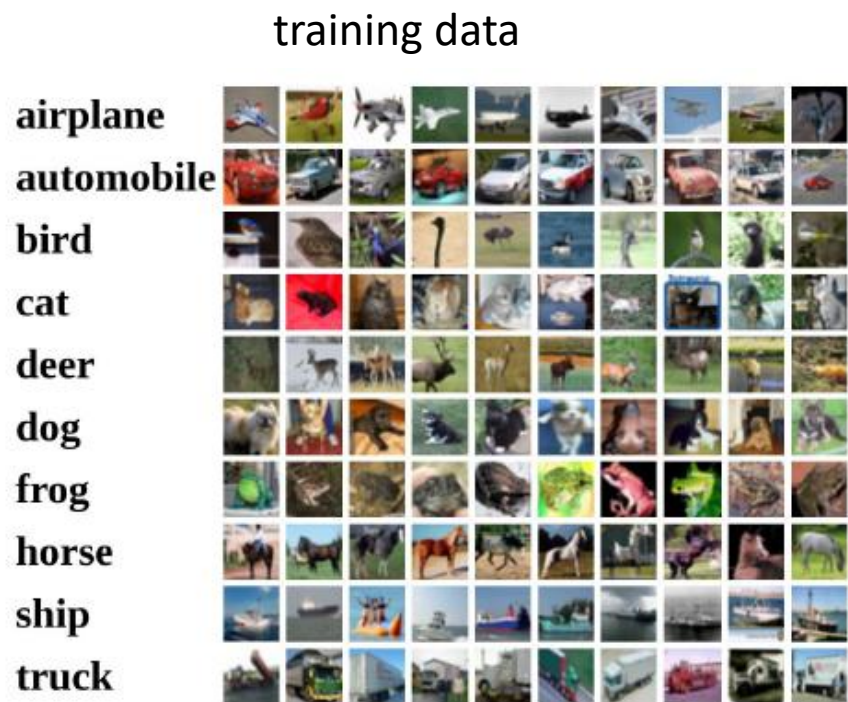 training data
airplane
automobile
bird
cat
deer
dog
frog
horse
ship
truck